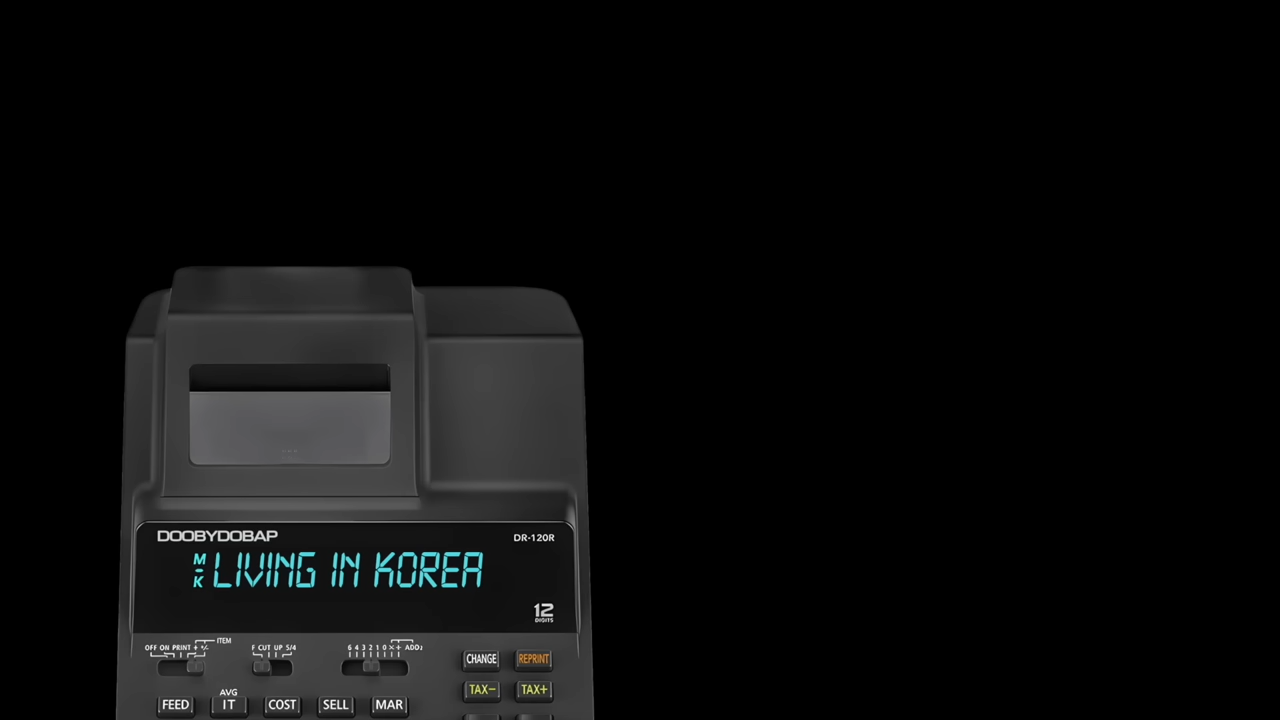 DOOBYDOBAP
DR-120R
M
-
K
LIVING IN KOREA
12
DIGITS
ITEM
OFF ON PRINT + +/-
F CUT UP 5/4
6 4 3 2 1 0 × + ADD2
CHANGE
REPRINT
TAX−
TAX+
AVG
FEED
IT
COST
SELL
MAR